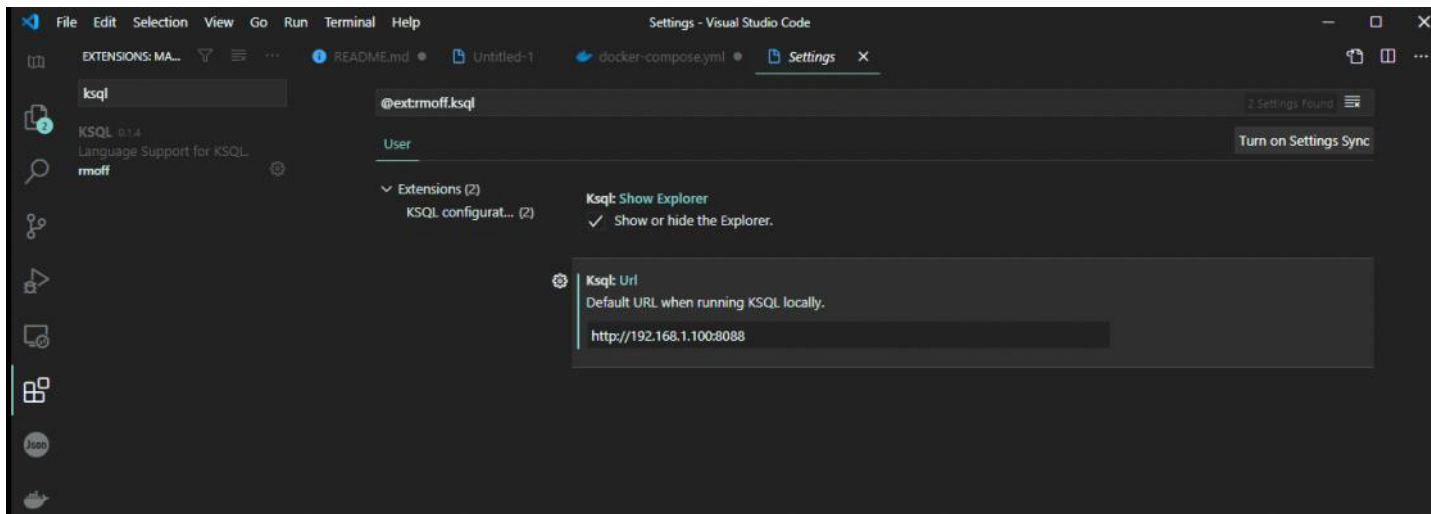 File Edit Selection View Go Run Terminal Help
Settings - Visual Studio Code
EXTENSIONS: MA...
README.md
Untitled-1
docker-compose.yml
Settings
ksql
@ext:rmoff.ksql
2 Settings Found
2
KSQL 0.1.4
Language Support for KSQL.
rmoff
User
Turn on Settings Sync
Extensions (2)
KSQL configurat... (2)
Ksql: Show Explorer
Show or hide the Explorer.
Ksql: Url
Default URL when running KSQL locally.
http://192.168.1.100:8088
Json